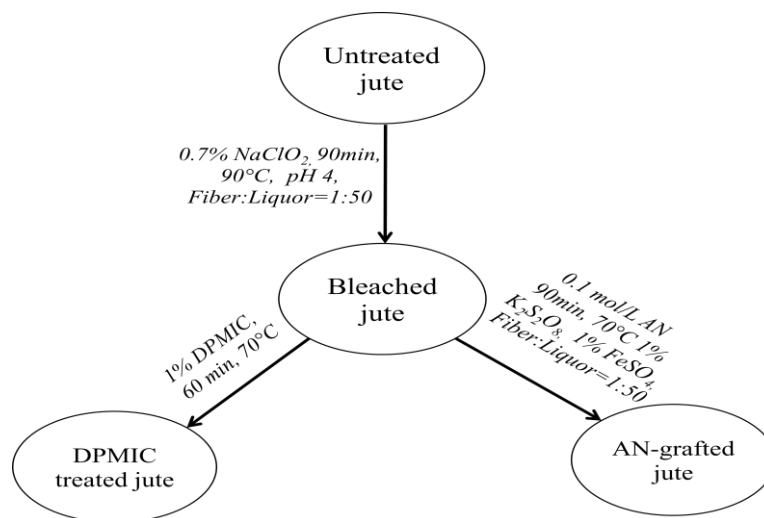 Untreated
jute
0.7% NaClO₂, 90min,
90°C, pH 4,
Fiber:Liquor=1:50
Bleached
jute
1% DPMIC,
60 min, 70°C
0.1 mol/L AN
90min, 70°C 1%
K₂S₂O₈, 1% FeSO₄,
Fiber:Liquor=1:50
DPMIC
treated jute
AN-grafted
jute